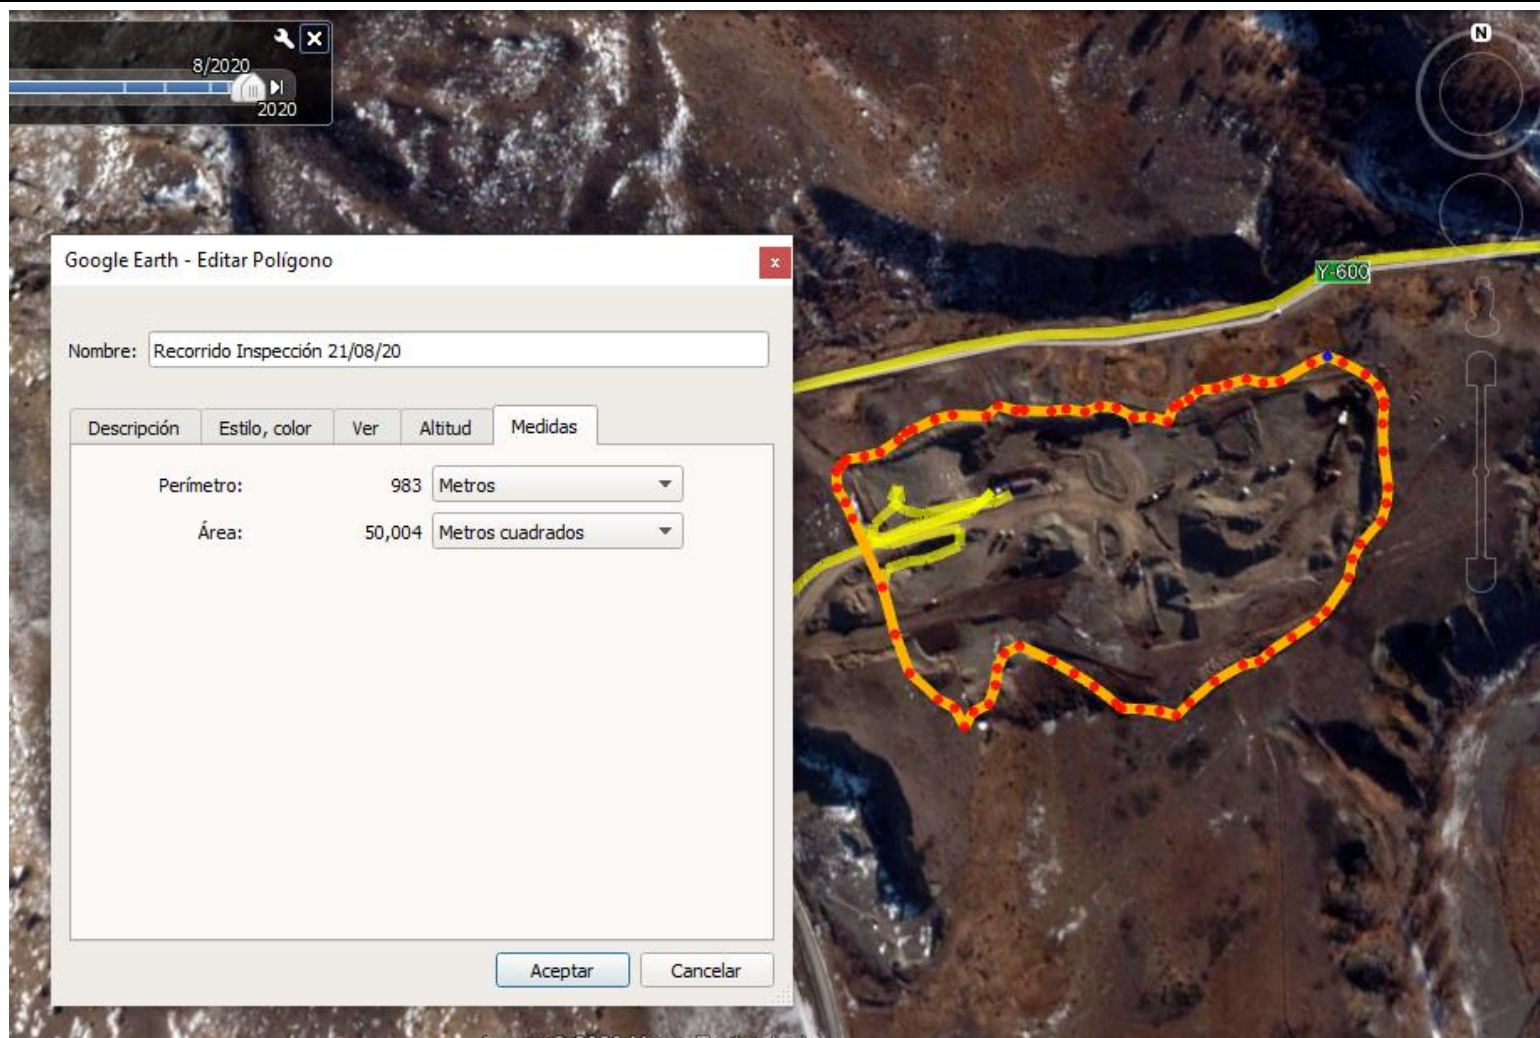 8/2020
2020
N
Google Earth - Editar Polígono
x
Nombre: Recorrido Inspección 21/08/20
Descripción Estilo, color Ver Altitud Medidas
Perímetro: 983 Metros
Área: 50,004 Metros cuadrados
Aceptar Cancelar
Y-600